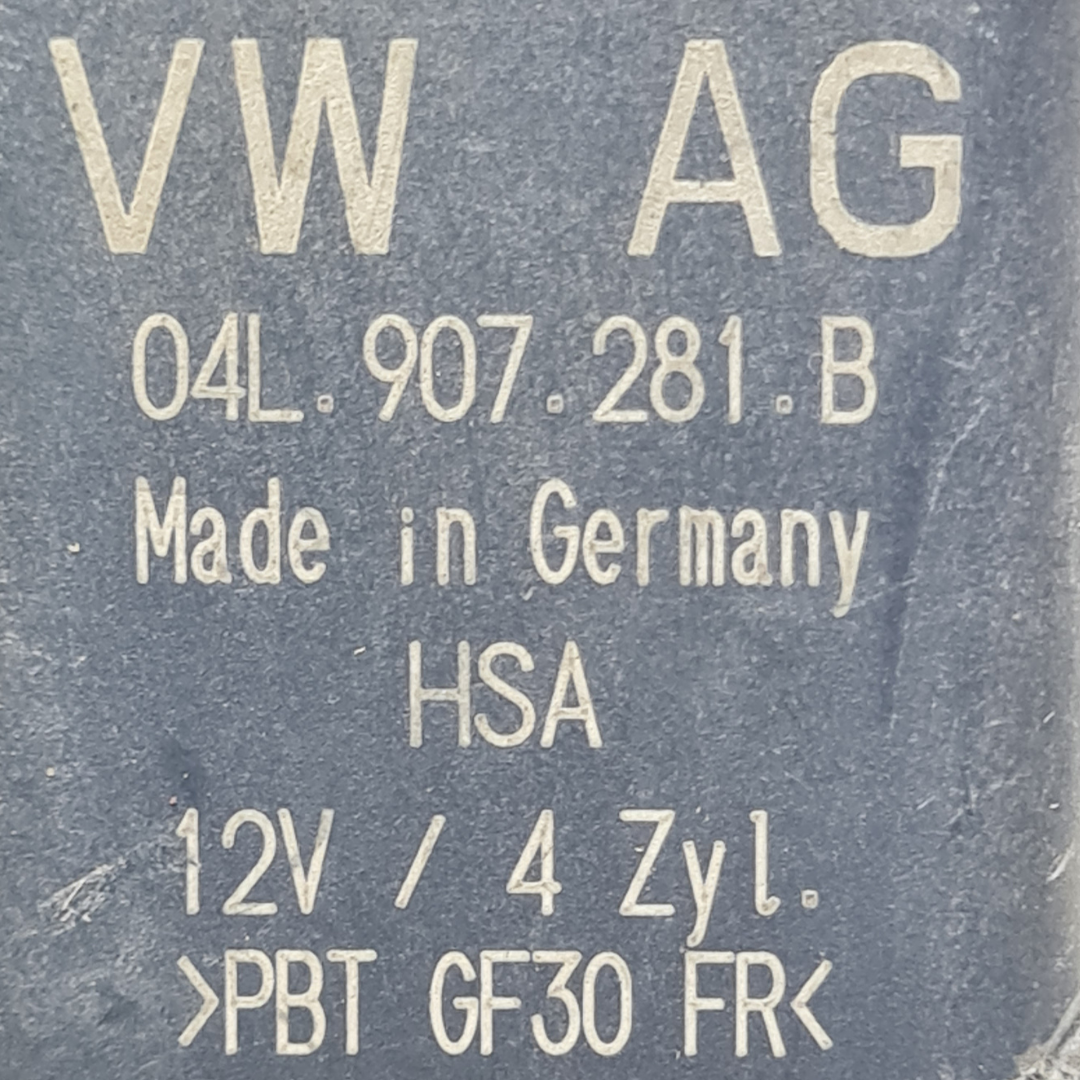 VW AG
04L.907.281.B
Made in Germany
HSA
12V / 4 Zyl.
>PBT GF30 FR<